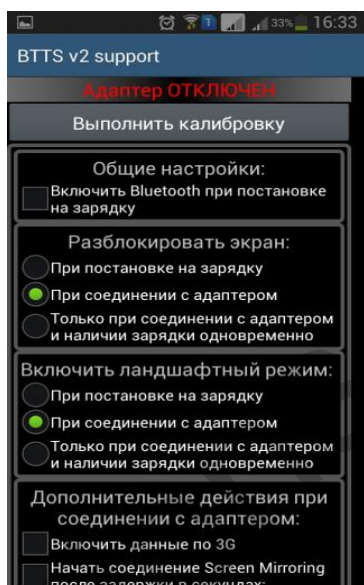 33% 16:33
BTTS v2 support
Адаптер ОТКЛЮЧЕН
Выполнить калибровку
Общие настройки:
Включить Bluetooth при постановке
на зарядку
Разблокировать экран:
При постановке на зарядку
При соединении с адаптером
Только при соединении с адаптером
и наличии зарядки одновременно
Включить ландшафтный режим:
При постановке на зарядку
При соединении с адаптером
Только при соединении с адаптером
и наличии зарядки одновременно
Дополнительные действия при
соединении с адаптером:
Включить данные по 3G
Начать соединение Screen Mirroring
после задержки в секундах: